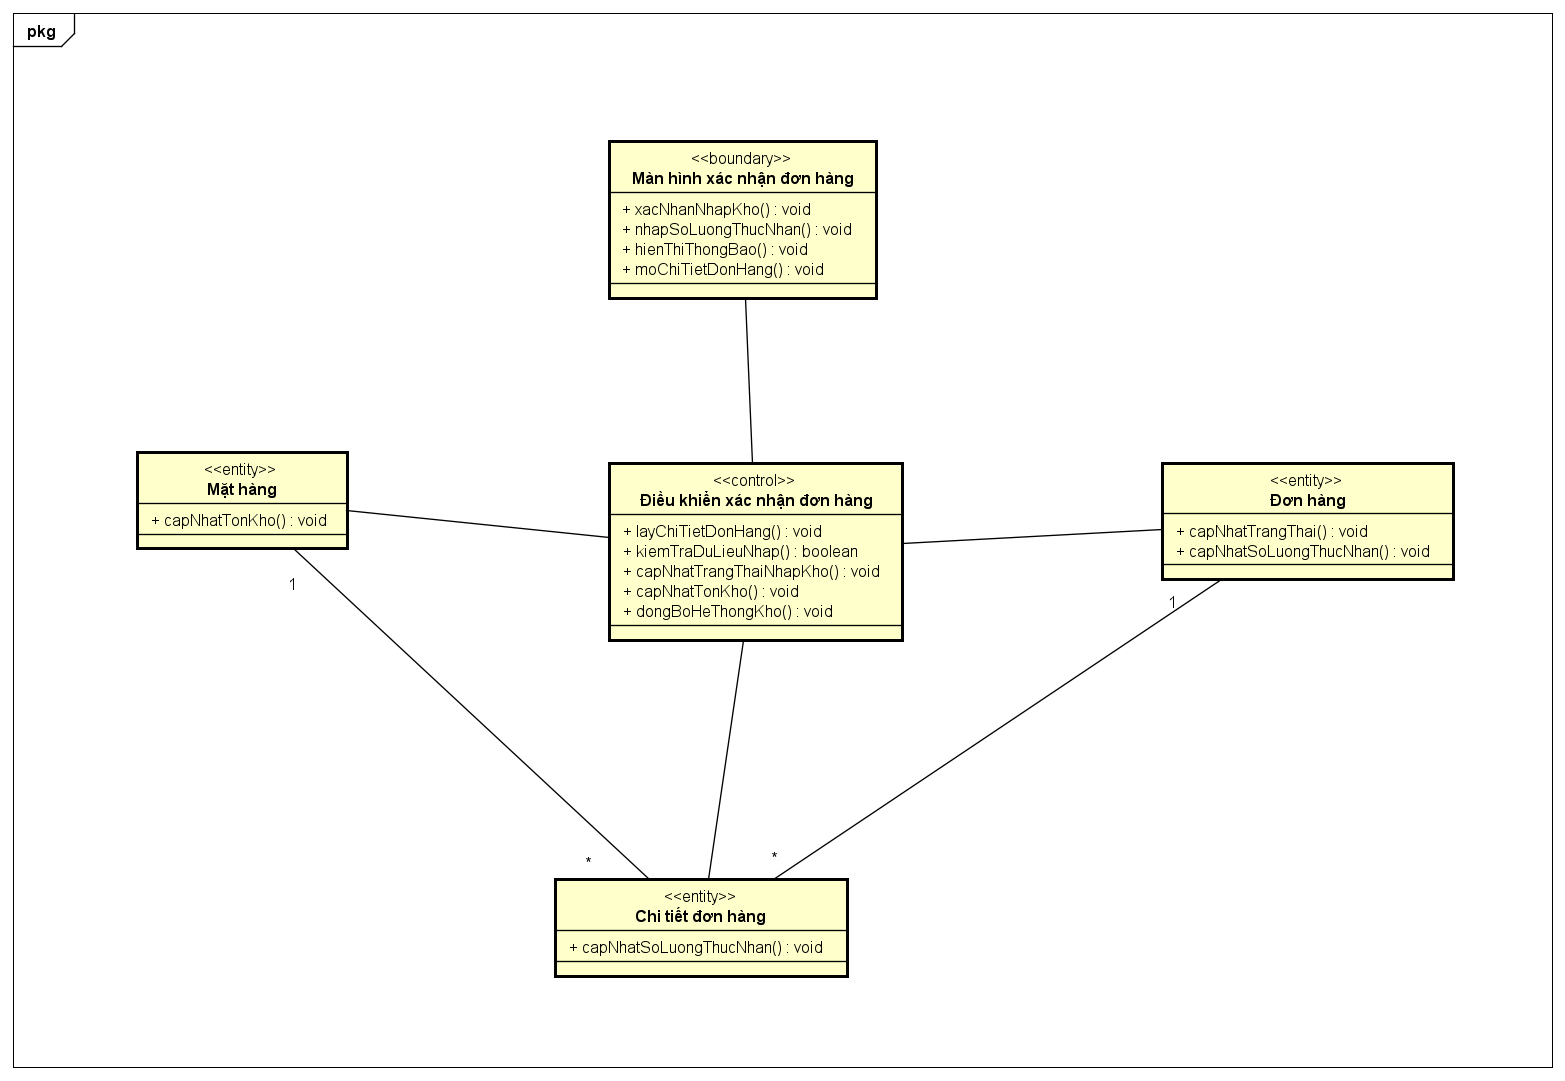 pkg
<<boundary>>
Màn hình xác nhận đơn hàng
+ xacNhanNhapKho() : void
+ nhapSoLuongThucNhan() : void
+ hienThiThongBao() : void
+ moChiTietDonHang() : void
<<entity>>
Mặt hàng
+ capNhatTonKho() : void
<<control>>
Điều khiển xác nhận đơn hàng
+ layChiTietDonHang() : void
+ kiemTraDuLieuNhap() : boolean
+ capNhatTrangThaiNhapKho() : void
+ capNhatTonKho() : void
+ dongBoHeThongKho() : void
<<entity>>
Đơn hàng
+ capNhatTrangThai() : void
+ capNhatSoLuongThucNhan() : void
1
1
*
*
<<entity>>
Chi tiết đơn hàng
+ capNhatSoLuongThucNhan() : void